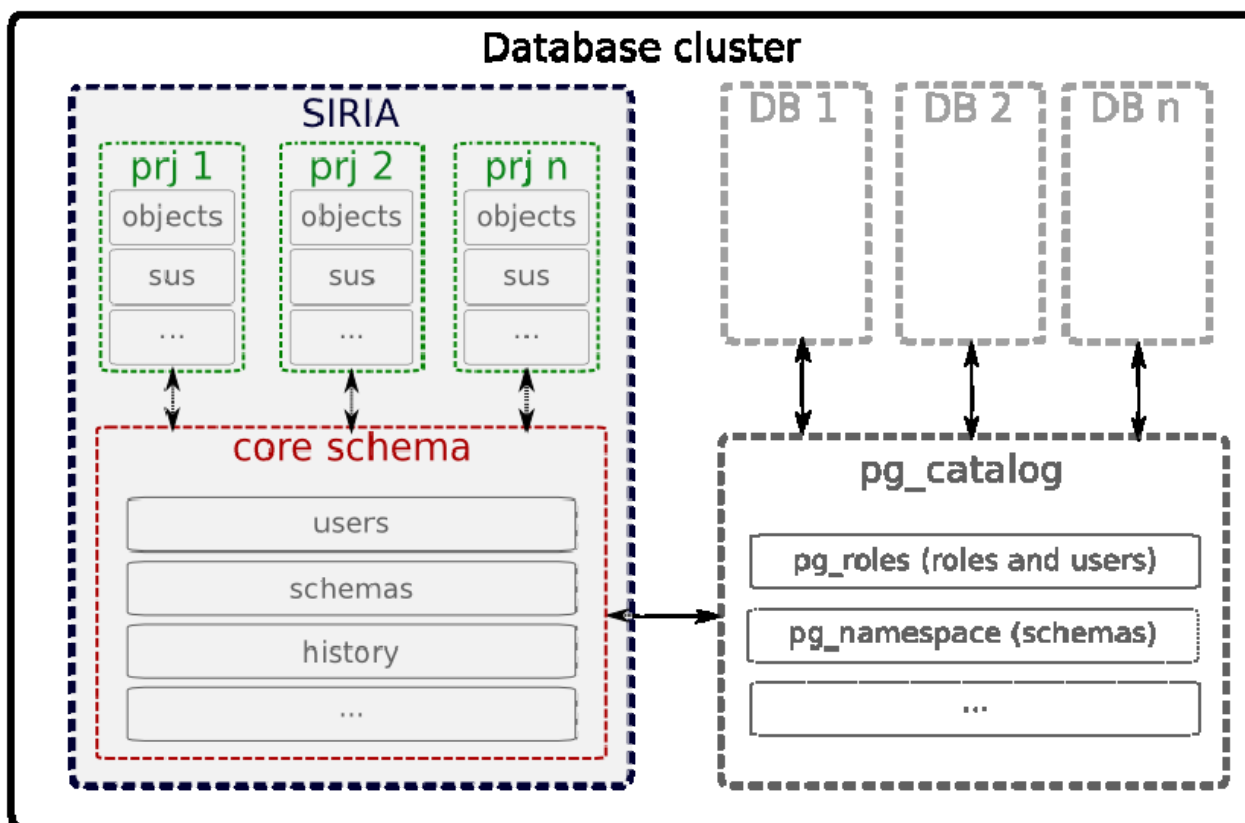 Database cluster
SIRIA
prj 1
objects
sus
...
prj 2
objects
sus
...
prj n
objects
sus
...
core schema
users
schemas
history
...
DB 1
DB 2
DB n
pg_catalog
pg_roles (roles and users)
pg_namespace (schemas)
...